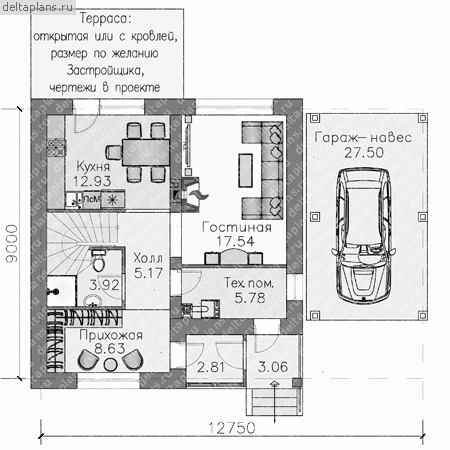 deltaplans.ru
Терраса:
открытая или с кровлей,
размер по желанию
Застройщика,
чертежи в проекте
Гараж-навес
27.50
Кухня
12.93
ПсМ
Гостиная
17.54
Холл
5.17
3.92
Тех.пом.
5.78
Прихожая
8.63
2.81
3.06
9000
12750